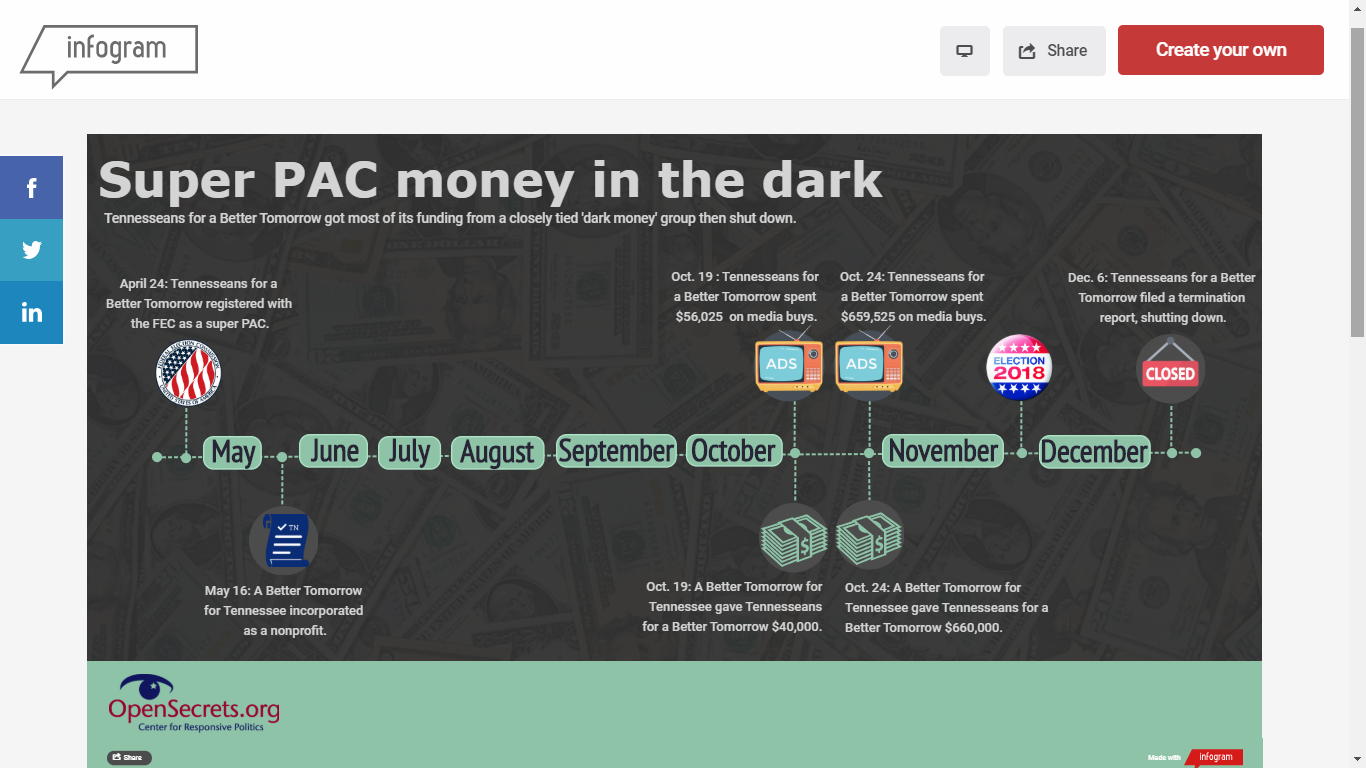 infogram
Share
Create your own
Super PAC money in the dark
Tennesseans for a Better Tomorrow got most of its funding from a closely tied 'dark money' group then shut down.
April 24: Tennesseans for a
Better Tomorrow registered with
the FEC as a super PAC.
Oct. 19 : Tennesseans for
a Better Tomorrow spent
$56,025 on media buys.
Oct. 24: Tennesseans for
a Better Tomorrow spent
$659,525 on media buys.
Dec. 6: Tennesseans for a Better
Tomorrow filed a termination
report, shutting down.
FEDERAL ELECTION COMMISSION
UNITED STATES OF AMERICA
ADS
ADS
ELECTION
2018
CLOSED
May
June
July
August
September
October
November
December
TN
May 16: A Better Tomorrow
for Tennessee incorporated
as a nonprofit.
$
$
Oct. 19: A Better Tomorrow for
Tennessee gave Tennesseans
for a Better Tomorrow $40,000.
Oct. 24: A Better Tomorrow for
Tennessee gave Tennesseans for a
Better Tomorrow $660,000.
OpenSecrets.org
Center for Responsive Politics
Share
Made with
infogram